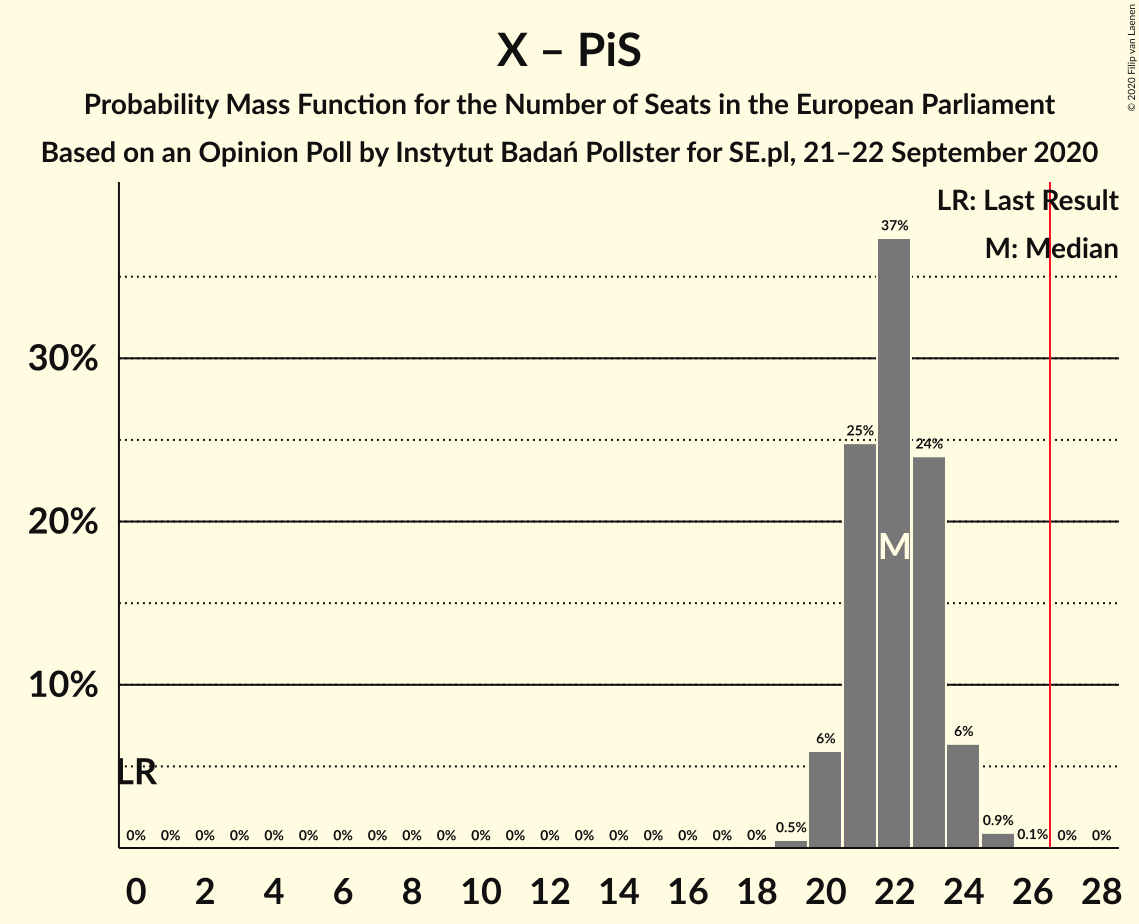 X – PiS
Probability Mass Function for the Number of Seats in the European Parliament
Based on an Opinion Poll by Instytut Badań Pollster for SE.pl, 21–22 September 2020
© 2020 Filip van Laenen
LR: Last Result
M: Median
37%
30%
25%
24%
M
20%
10%
6%
6%
LR
0% 0% 0% 0% 0% 0% 0% 0% 0% 0% 0% 0% 0% 0% 0% 0% 0% 0% 0% 0.5% 0.9% 0.1% 0% 0%
0 2 4 6 8 10 12 14 16 18 20 22 24 26 28